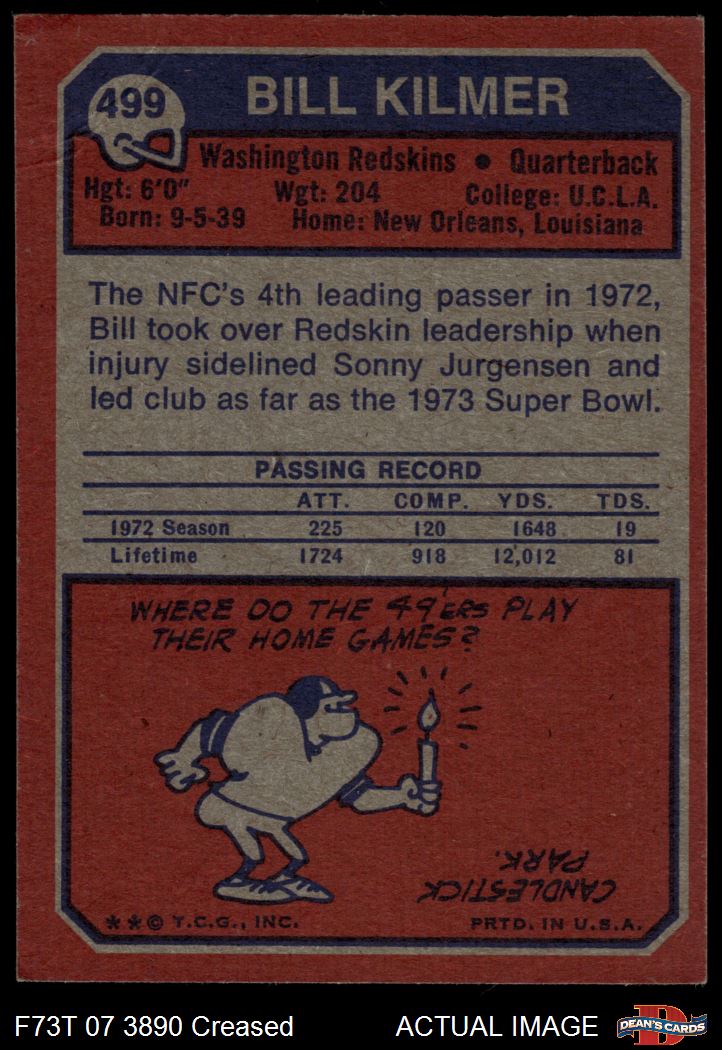 499
BILL KILMER
Washington Redskins • Quarterback
Hgt: 6'0" Wgt: 204 College: U.C.L.A.
Born: 9-5-39 Home: New Orleans, Louisiana
The NFC's 4th leading passer in 1972,
Bill took over Redskin leadership when
injury sidelined Sonny Jurgensen and
led club as far as the 1973 Super Bowl.
PASSING RECORD
ATT. COMP. YDS. TDS.
1972 Season 225 120 1648 19
Lifetime 1724 918 12,012 81
WHERE DO THE 49'ERS PLAY
THEIR HOME GAMES?
CANDLESTICK
PARK.
**© T.C.G., INC. PRTD. IN U.S.A.
F73T 07 3890 Creased ACTUAL IMAGE
D
DEAN'S CARDS